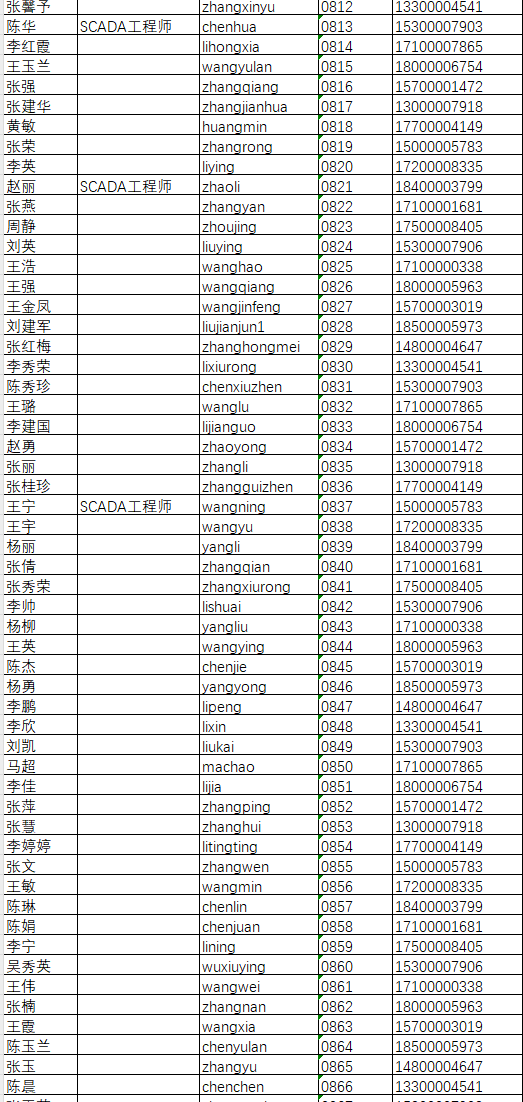 张馨予 zhangxinyu 0812 13300004541
陈华 SCADA工程师 chenhua 0813 15300007903
李红霞 lihongxia 0814 17100007865
王玉兰 wangyulan 0815 18000006754
张强 zhangqiang 0816 15700001472
张建华 zhangjianhua 0817 13000007918
黄敏 huangmin 0818 17700004149
张荣 zhangrong 0819 15000005783
李英 liying 0820 17200008335
赵丽 SCADA工程师 zhaoli 0821 18400003799
张燕 zhangyan 0822 17100001681
周静 zhoujing 0823 17500008405
刘英 liuying 0824 15300007906
王浩 wanghao 0825 17100000338
王强 wangqiang 0826 18000005963
王金凤 wangjinfeng 0827 15700003019
刘建军 liujianjun1 0828 18500005973
张红梅 zhanghongmei 0829 14800004647
李秀荣 lixiurong 0830 13300004541
陈秀珍 chenxiuzhen 0831 15300007903
王璐 wanglu 0832 17100007865
李建国 lijianguo 0833 18000006754
赵勇 zhaoyong 0834 15700001472
张丽 zhangli 0835 13000007918
张桂珍 zhangguizhen 0836 17700004149
王宁 SCADA工程师 wangning 0837 15000005783
王宇 wangyu 0838 17200008335
杨丽 yangli 0839 18400003799
张倩 zhangqian 0840 17100001681
张秀荣 zhangxiurong 0841 17500008405
李帅 lishuai 0842 15300007906
杨柳 yangliu 0843 17100000338
王英 wangying 0844 18000005963
陈杰 chenjie 0845 15700003019
杨勇 yangyong 0846 18500005973
李鹏 lipeng 0847 14800004647
李欣 lixin 0848 13300004541
刘凯 liukai 0849 15300007903
马超 machao 0850 17100007865
李佳 lijia 0851 18000006754
张萍 zhangping 0852 15700001472
张慧 zhanghui 0853 13000007918
李婷婷 litingting 0854 17700004149
张文 zhangwen 0855 15000005783
王敏 wangmin 0856 17200008335
陈琳 chenlin 0857 18400003799
陈娟 chenjuan 0858 17100001681
李宁 lining 0859 17500008405
吴秀英 wuxiuying 0860 15300007906
王伟 wangwei 0861 17100000338
张楠 zhangnan 0862 18000005963
王霞 wangxia 0863 15700003019
陈玉兰 chenyulan 0864 18500005973
张玉 zhangyu 0865 14800004647
陈晨 chenchen 0866 13300004541